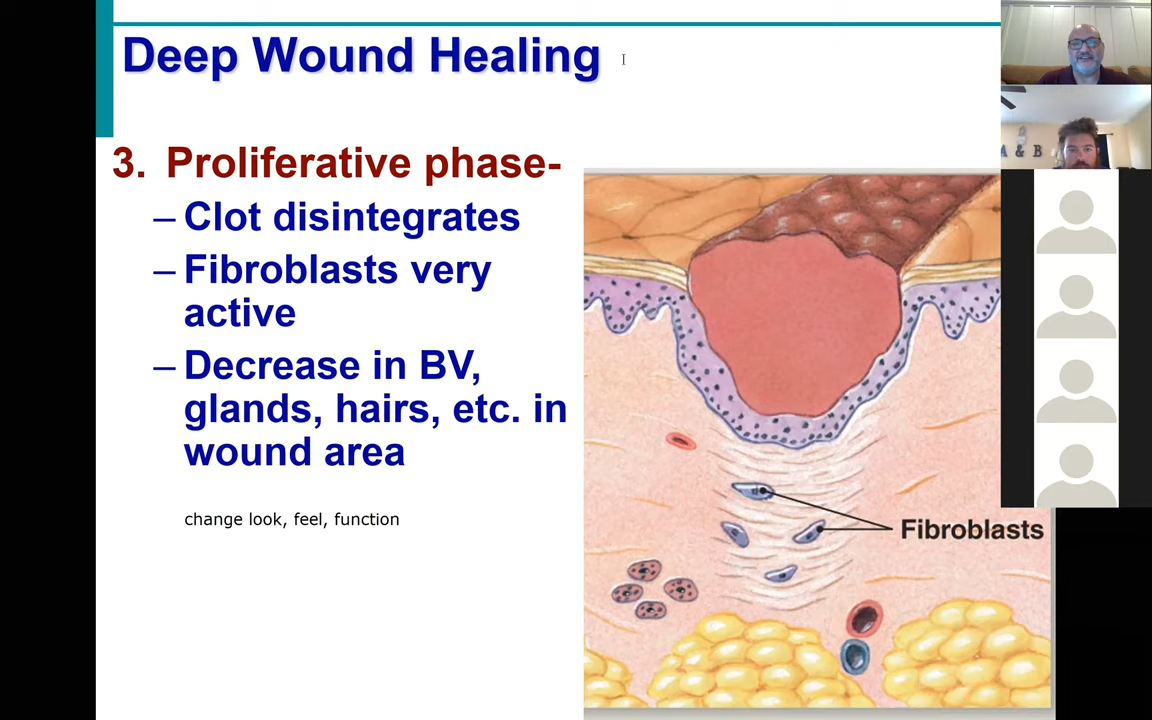 Deep Wound Healing
3. Proliferative phase-
– Clot disintegrates
– Fibroblasts very
active
– Decrease in BV,
glands, hairs, etc. in
wound area
change look, feel, function
Fibroblasts
A & B